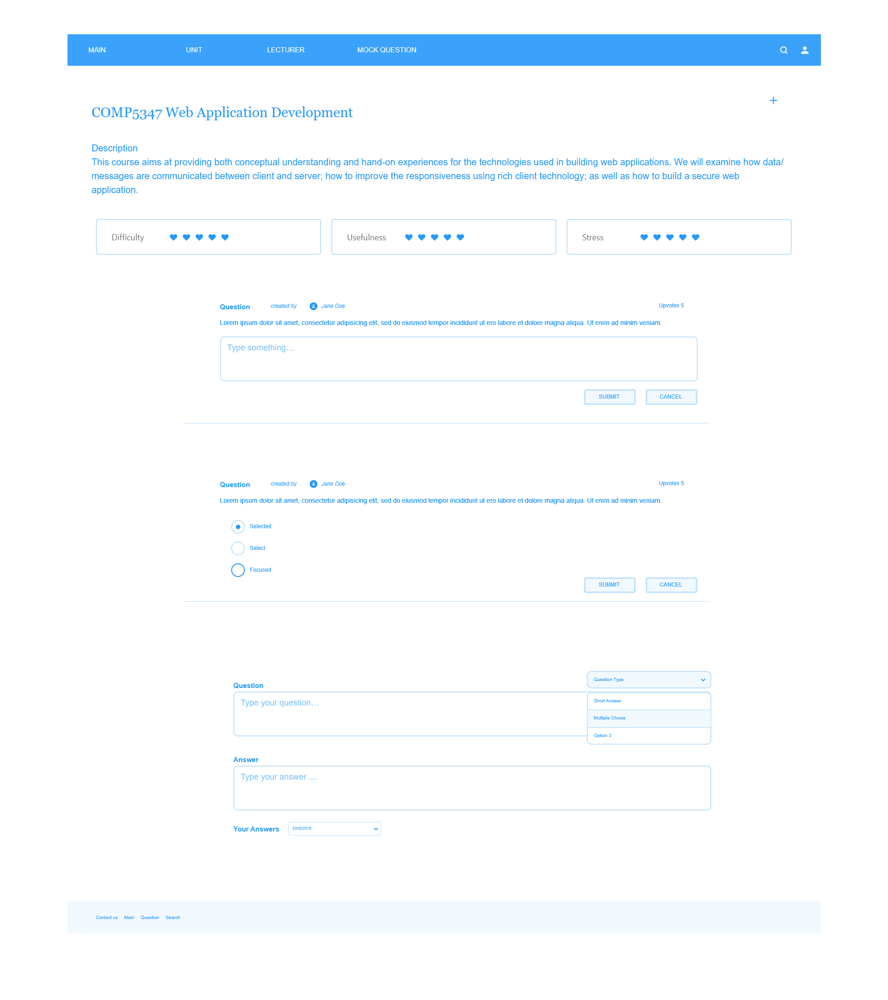 MAIN UNIT LECTURER MOCK QUESTION
COMP5347 Web Application Development
Description
This course aims at providing both conceptual understanding and hand-on experiences for the technologies used in building web applications. We will examine how data/
messages are communicated between client and server; how to improve the responsiveness using rich client technology; as well as how to build a secure web
application.
Difficulty Usefulness Stress
Question created by Jane Doe Upvotes 5
Lorem ipsum dolor sit amet, consectetur adipisicing elit, sed do eiusmod tempor incididunt ut ero labore et dolore magna aliqua. Ut enim ad minim veniam.
Type something...
SUBMIT CANCEL
Question created by Jane Doe Upvotes 5
Lorem ipsum dolor sit amet, consectetur adipisicing elit, sed do eiusmod tempor incididunt ut ero labore et dolore magna aliqua. Ut enim ad minim veniam.
Selected
Select
Focused
SUBMIT CANCEL
Question Type
Question
Type your question...
Short Answer
Multiple Choice
Option 3
Answer
Type your answer ....
Your Answers 23/02/2018
Contact us Main Question Search